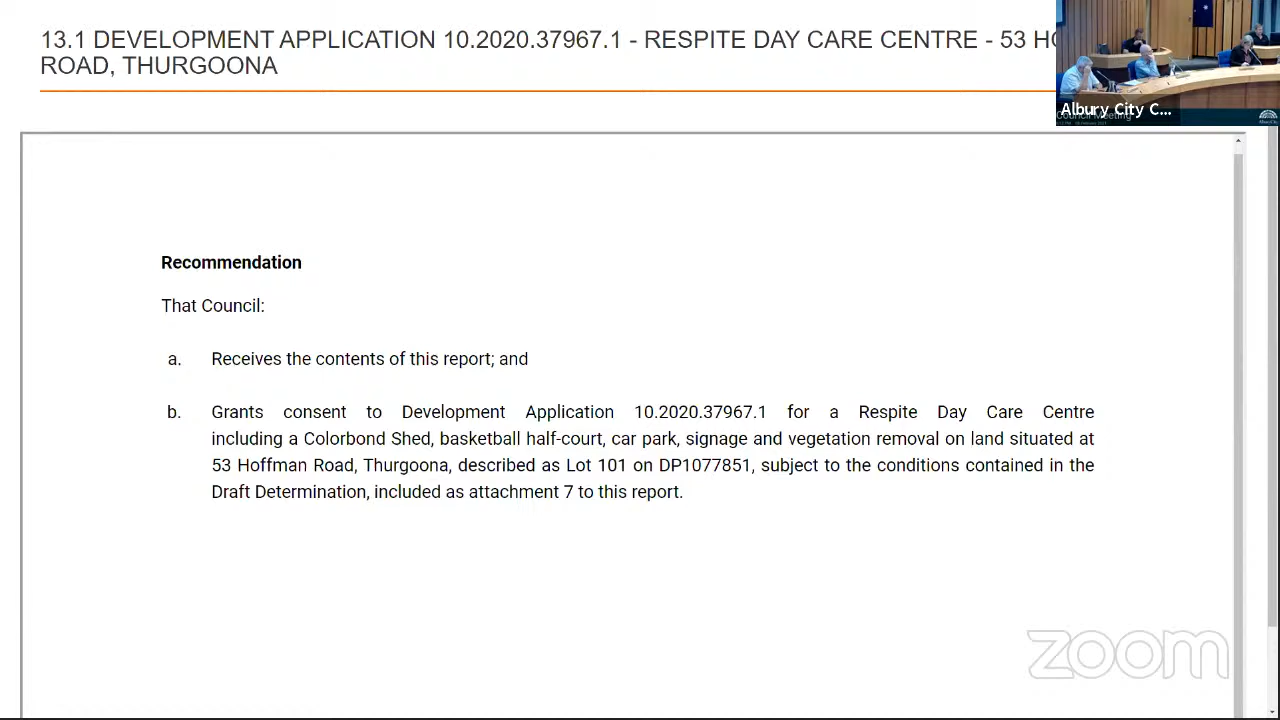 13.1 DEVELOPMENT APPLICATION 10.2020.37967.1 - RESPITE DAY CARE CENTRE - 53 HO
ROAD, THURGOONA
Albury City C...
Council Meeting
Recommendation
That Council:
a. Receives the contents of this report; and
b. Grants consent to Development Application 10.2020.37967.1 for a Respite Day Care Centre
including a Colorbond Shed, basketball half-court, car park, signage and vegetation removal on land situated at
53 Hoffman Road, Thurgoona, described as Lot 101 on DP1077851, subject to the conditions contained in the
Draft Determination, included as attachment 7 to this report.
zoom